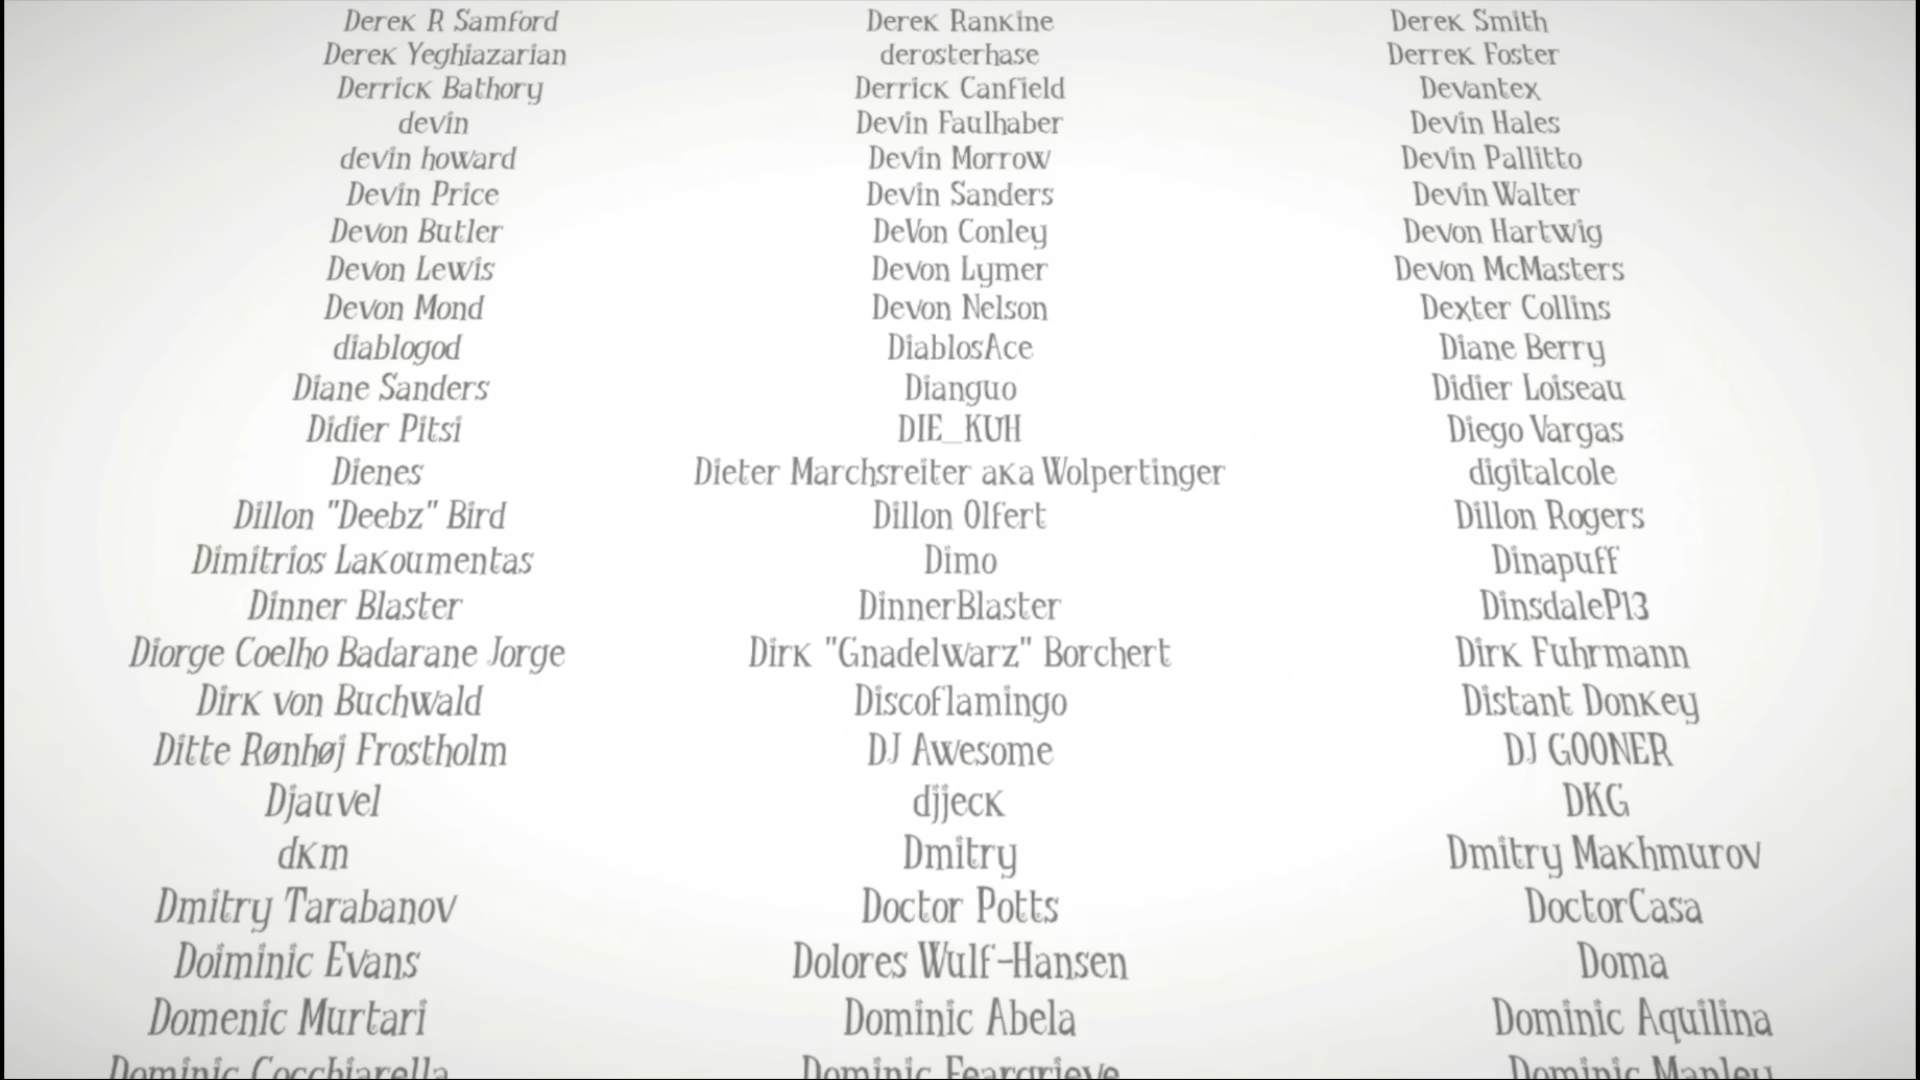 Derek R Samford Derek Rankine Derek Smith
Derek Yeghiazarian derosterhase Derrek Foster
Derrick Bathory Derrick Canfield Devantex
devin Devin Faulhaber Devin Hales
devin howard Devin Morrow Devin Pallitto
Devin Price Devin Sanders Devin Walter
Devon Butler DeVon Conley Devon Hartwig
Devon Lewis Devon Lymer Devon McMasters
Devon Mond Devon Nelson Dexter Collins
diablogod DiablosAce Diane Berry
Diane Sanders Dianguo Didier Loiseau
Didier Pitsi DIE_KUH Diego Vargas
Dienes Dieter Marchsreiter aka Wolpertinger digitalcole
Dillon "Deebz" Bird Dillon Olfert Dillon Rogers
Dimitrios Lakoumentas Dimo Dinapuff
Dinner Blaster DinnerBlaster DinsdaleP13
Diorge Coelho Badarane Jorge Dirk "Gnadelwarz" Borchert Dirk Fuhrmann
Dirk von Buchwald Discoflamingo Distant Donkey
Ditte Rønhøj Frostholm DJ Awesome DJ GOONER
Djauvel djjeck DKG
dkm Dmitry Dmitry Makhmurov
Dmitry Tarabanov Doctor Potts DoctorCasa
Doiminic Evans Dolores Wulf-Hansen Doma
Domenic Murtari Dominic Abela Dominic Aquilina
Dominic Cocchiarella Dominic Feargrieve Dominic Manley